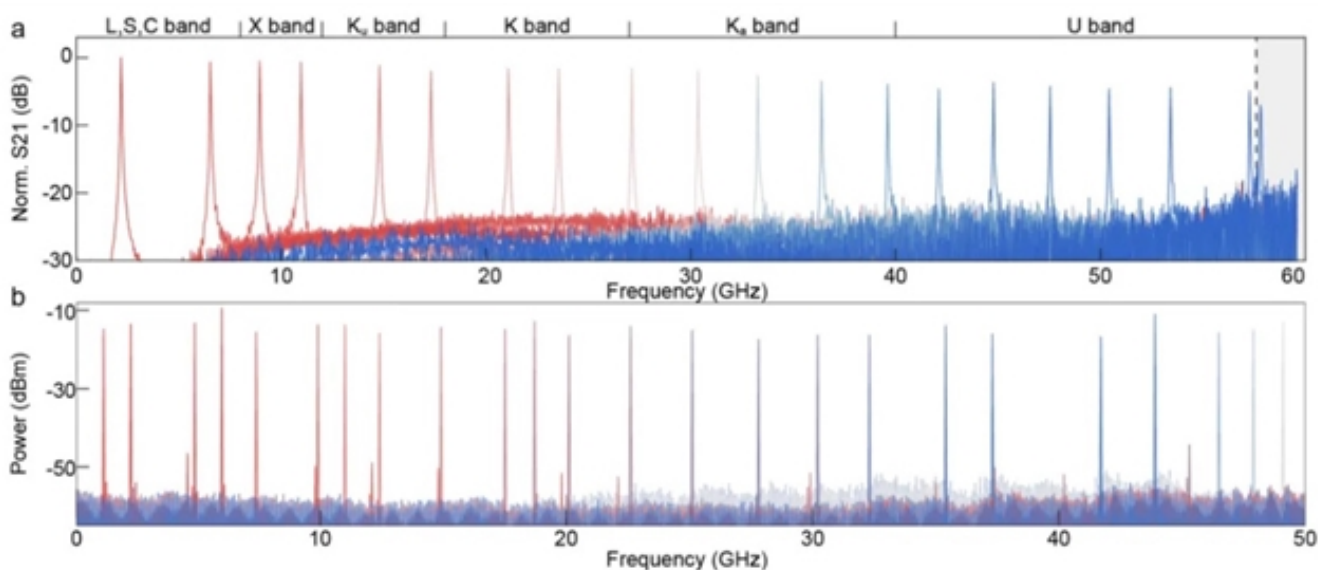 a
L,S,C band | X band | Kᵤ band | K band | Kₐ band | U band
0
-10
-20
-30
Norm. S21 (dB)
0 10 20 30 40 50 60
Frequency (GHz)
b
-10
-30
-50
Power (dBm)
0 10 20 30 40 50
Frequency (GHz)